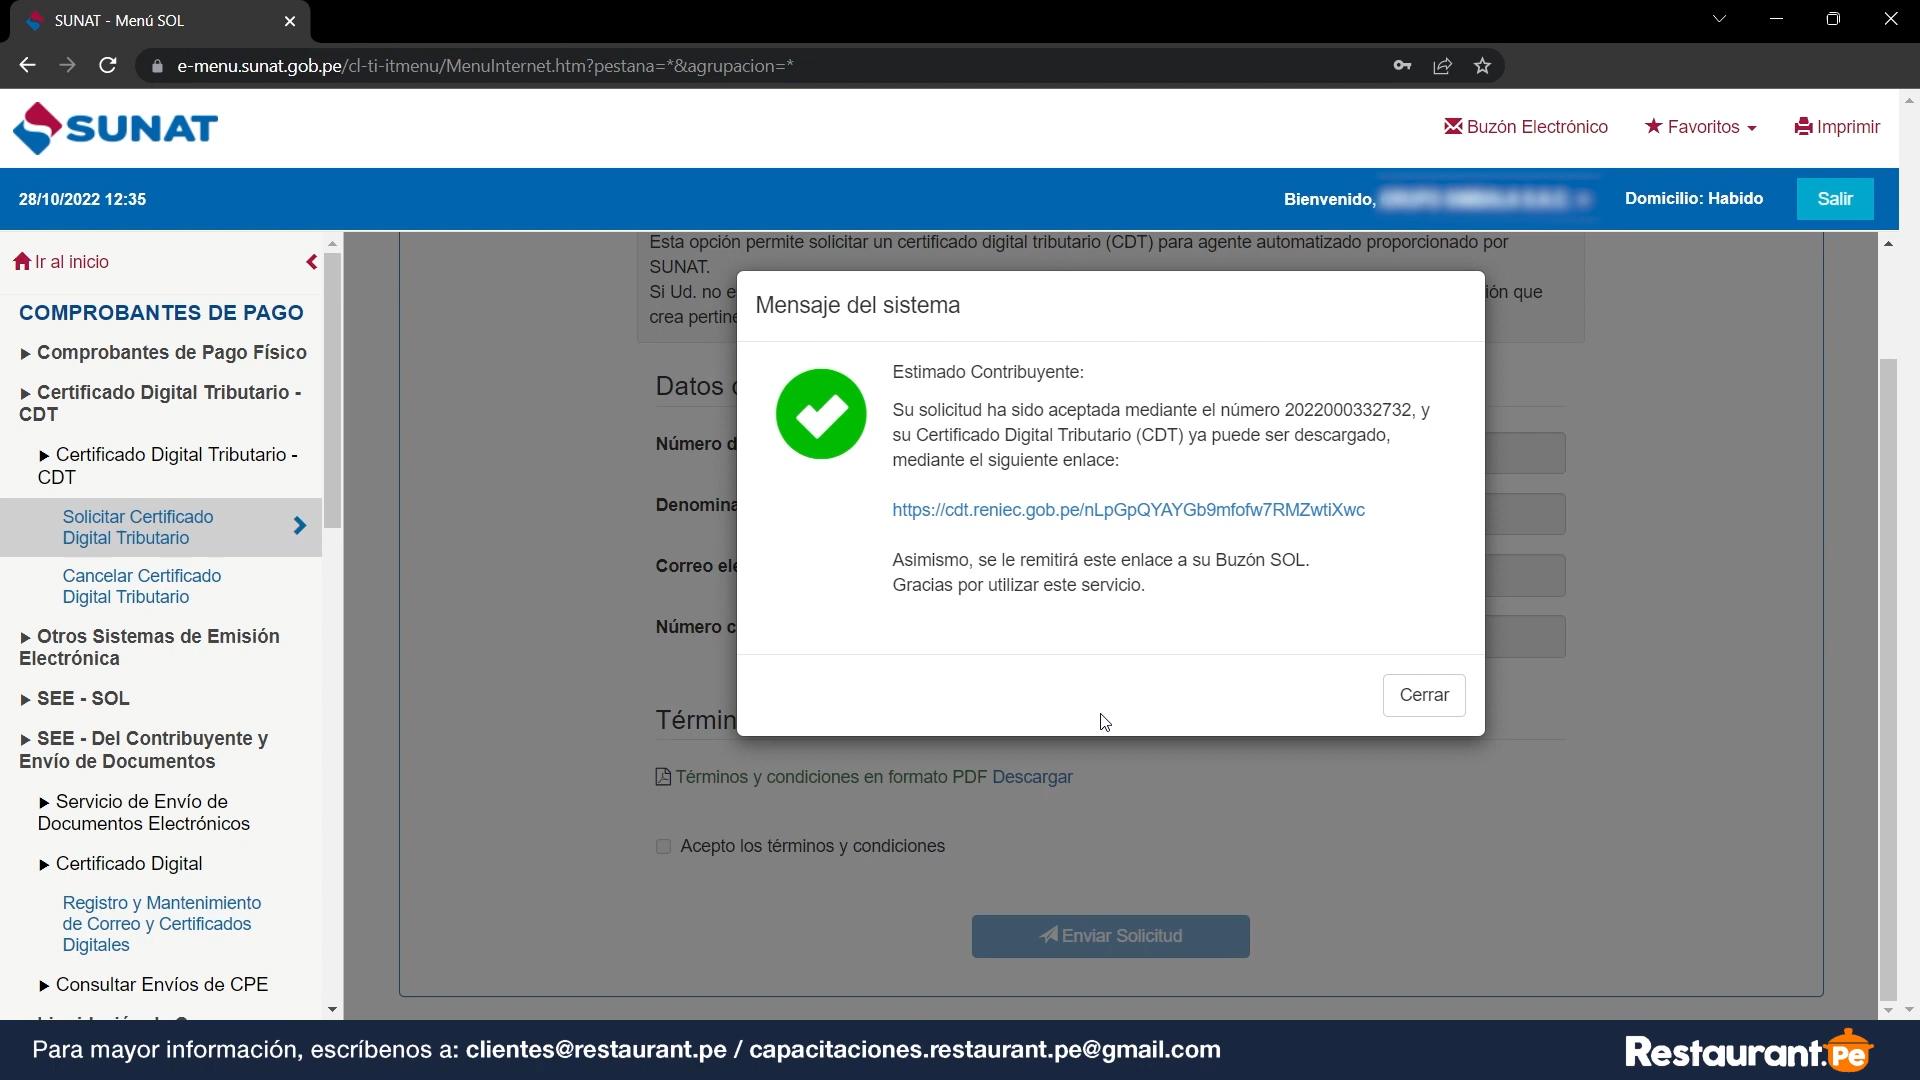 SUNAT - Menú SOL
e-menu.sunat.gob.pe/cl-ti-itmenu/MenuInternet.htm?pestana=*&agrupacion=*
SUNAT
Buzón Electrónico
Favoritos
Imprimir
28/10/2022 12:35
Bienvenido,
Domicilio: Habido
Salir
Ir al inicio
COMPROBANTES DE PAGO
Comprobantes de Pago Físico
Certificado Digital Tributario -
CDT
Certificado Digital Tributario -
CDT
Solicitar Certificado
Digital Tributario
Cancelar Certificado
Digital Tributario
Otros Sistemas de Emisión
Electrónica
SEE - SOL
SEE - Del Contribuyente y
Envío de Documentos
Servicio de Envío de
Documentos Electrónicos
Certificado Digital
Registro y Mantenimiento
de Correo y Certificados
Digitales
Consultar Envíos de CPE
Esta opción permite solicitar un certificado digital tributario (CDT) para agente automatizado proporcionado por
SUNAT.
Si Ud. no e
ión que
crea pertine
Datos
Número d
Denomina
Correo ele
Número c
Términ
Mensaje del sistema
Estimado Contribuyente:
Su solicitud ha sido aceptada mediante el número 2022000332732, y
su Certificado Digital Tributario (CDT) ya puede ser descargado,
mediante el siguiente enlace:
https://cdt.reniec.gob.pe/nLpGpQYAYGb9mfofw7RMZwtiXwc
Asimismo, se le remitirá este enlace a su Buzón SOL.
Gracias por utilizar este servicio.
Cerrar
Términos y condiciones en formato PDF Descargar
Acepto los términos y condiciones
Enviar Solicitud
Para mayor información, escríbenos a: clientes@restaurant.pe / capacitaciones.restaurant.pe@gmail.com
Restaurant.Pe